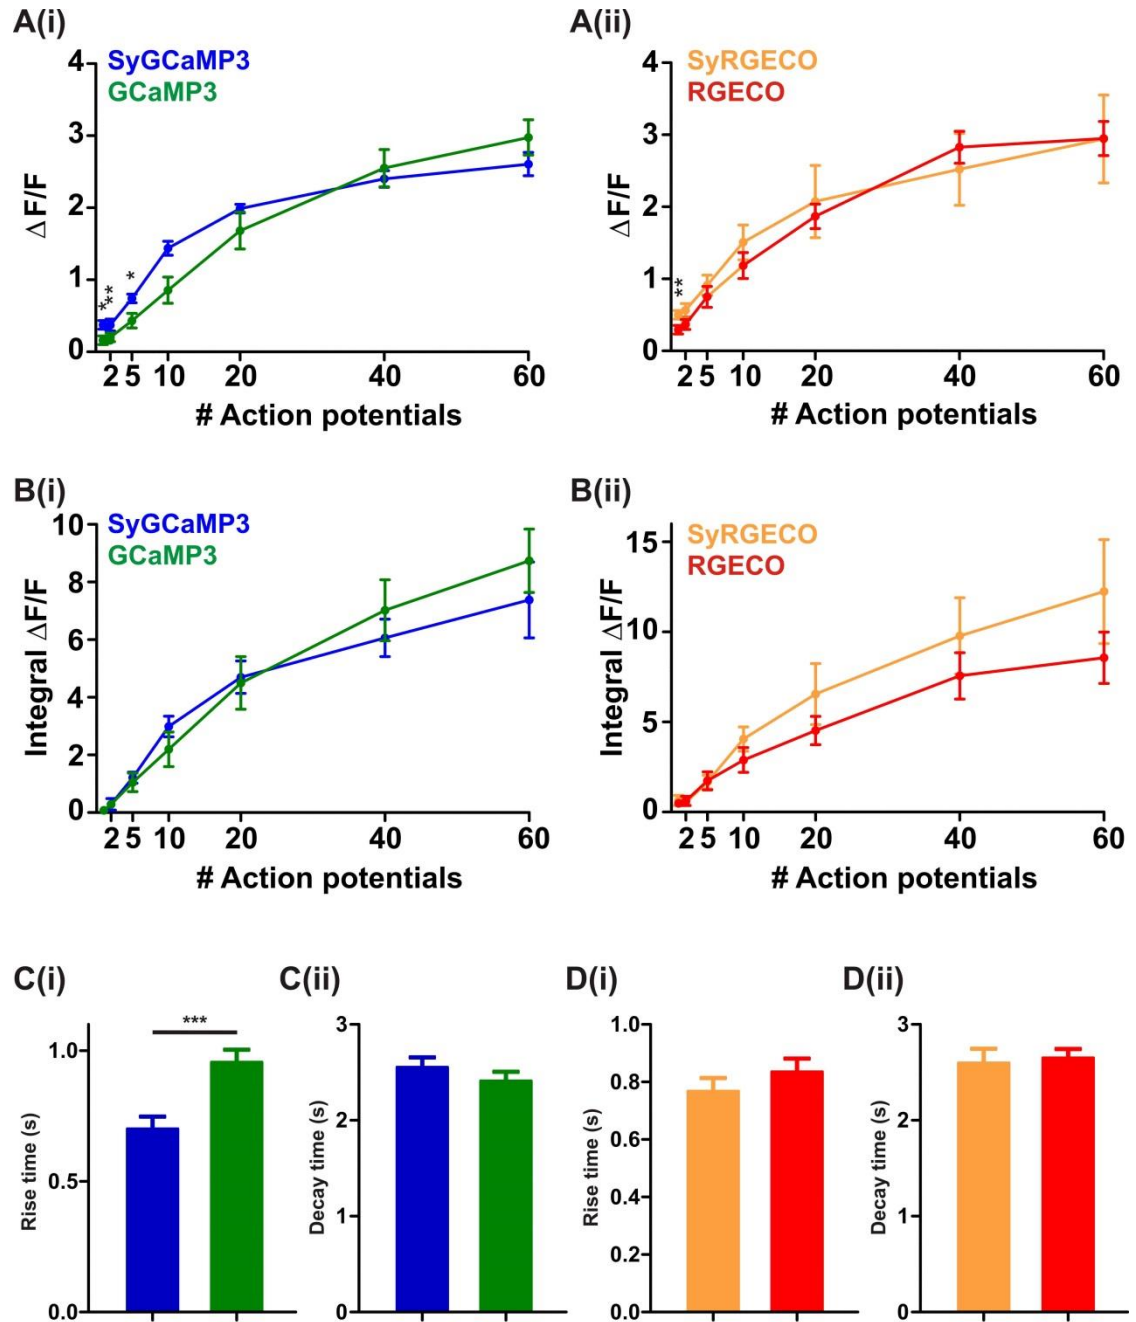 A(i)
SyGCaMP3
GCaMP3
4
3
2
1
0
ΔF/F
*
**
*
2 5 10 20 40 60
# Action potentials
A(ii)
SyRGECO
RGECO
4
3
2
1
0
ΔF/F
**
2 5 10 20 40 60
# Action potentials
B(i)
SyGCaMP3
GCaMP3
10
8
6
4
2
0
Integral ΔF/F
2 5 10 20 40 60
# Action potentials
B(ii)
SyRGECO
RGECO
15
10
5
0
Integral ΔF/F
2 5 10 20 40 60
# Action potentials
C(i)
***
1.0
0.5
0.0
Rise time (s)
C(ii)
3
2
1
0
Decay time (s)
D(i)
1.0
0.8
0.6
0.4
0.2
0.0
Rise time (s)
D(ii)
3
2
1
0
Decay time (s)